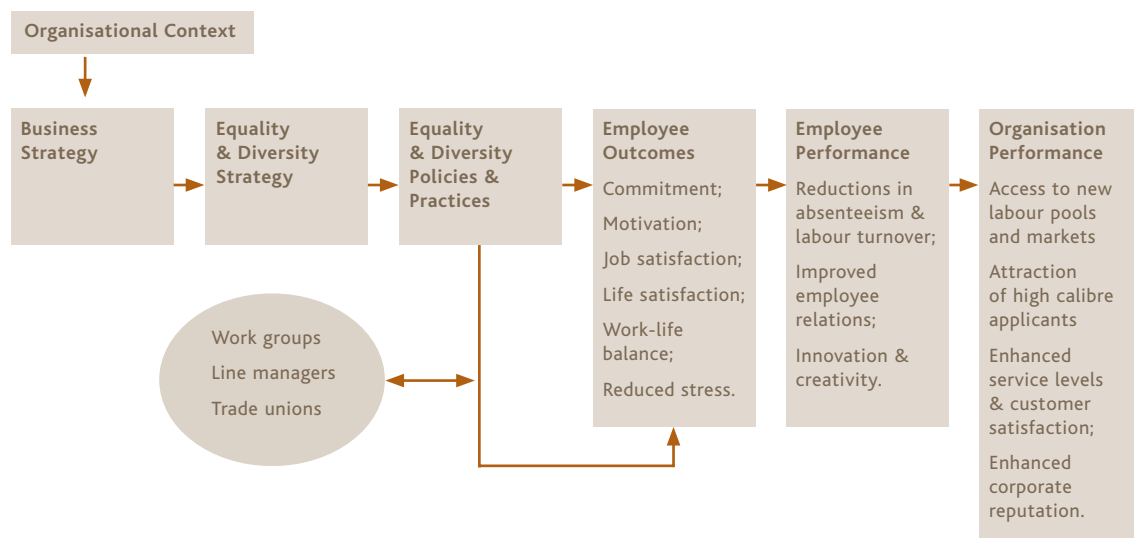 Organisational Context
Business
Strategy
Equality
& Diversity
Strategy
Equality
& Diversity
Policies &
Practices
Employee
Outcomes
Commitment;
Motivation;
Job satisfaction;
Life satisfaction;
Work-life
balance;
Reduced stress.
Employee
Performance
Reductions in
absenteeism &
labour turnover;
Improved
employee
relations;
Innovation &
creativity.
Organisation
Performance
Access to new
labour pools
and markets
Attraction
of high calibre
applicants
Enhanced
service levels
& customer
satisfaction;
Enhanced
corporate
reputation.
Work groups
Line managers
Trade unions